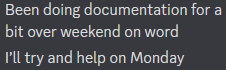 Been doing documentation for a
bit over weekend on word
I'll try and help on Monday